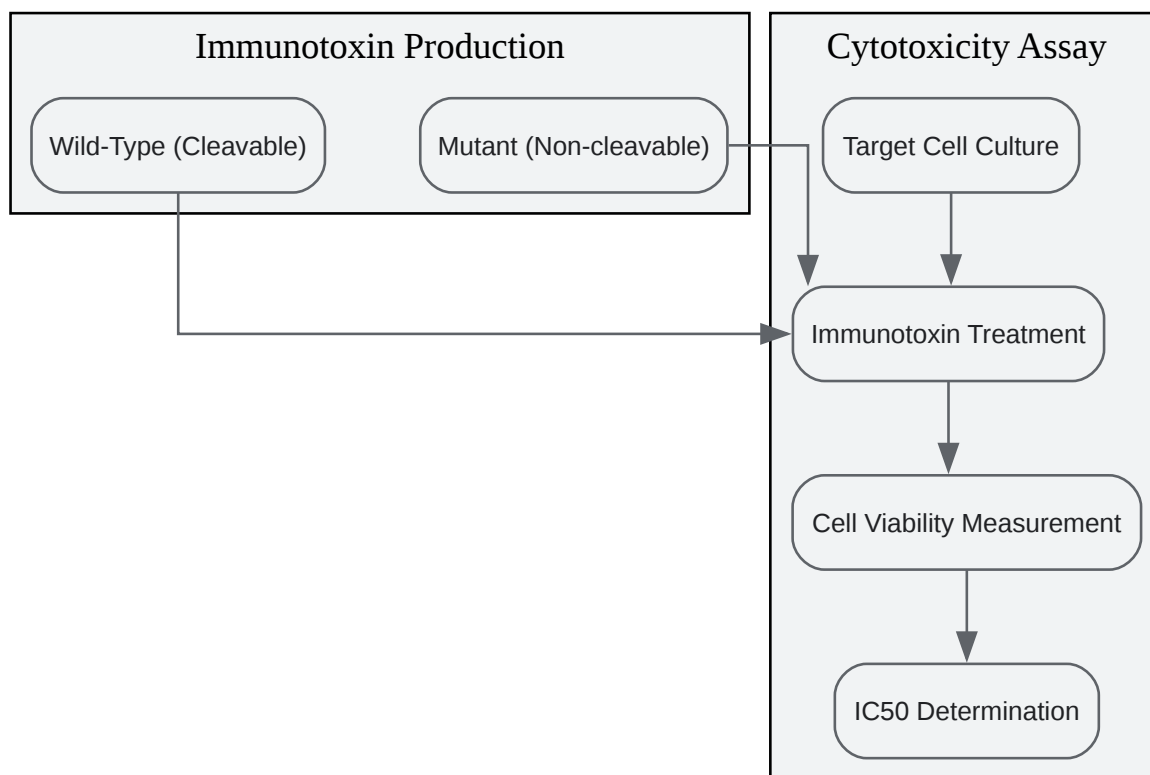 Immunotoxin Production
Wild-Type (Cleavable)
Mutant (Non-cleavable)
Cytotoxicity Assay
Target Cell Culture
Immunotoxin Treatment
Cell Viability Measurement
IC50 Determination